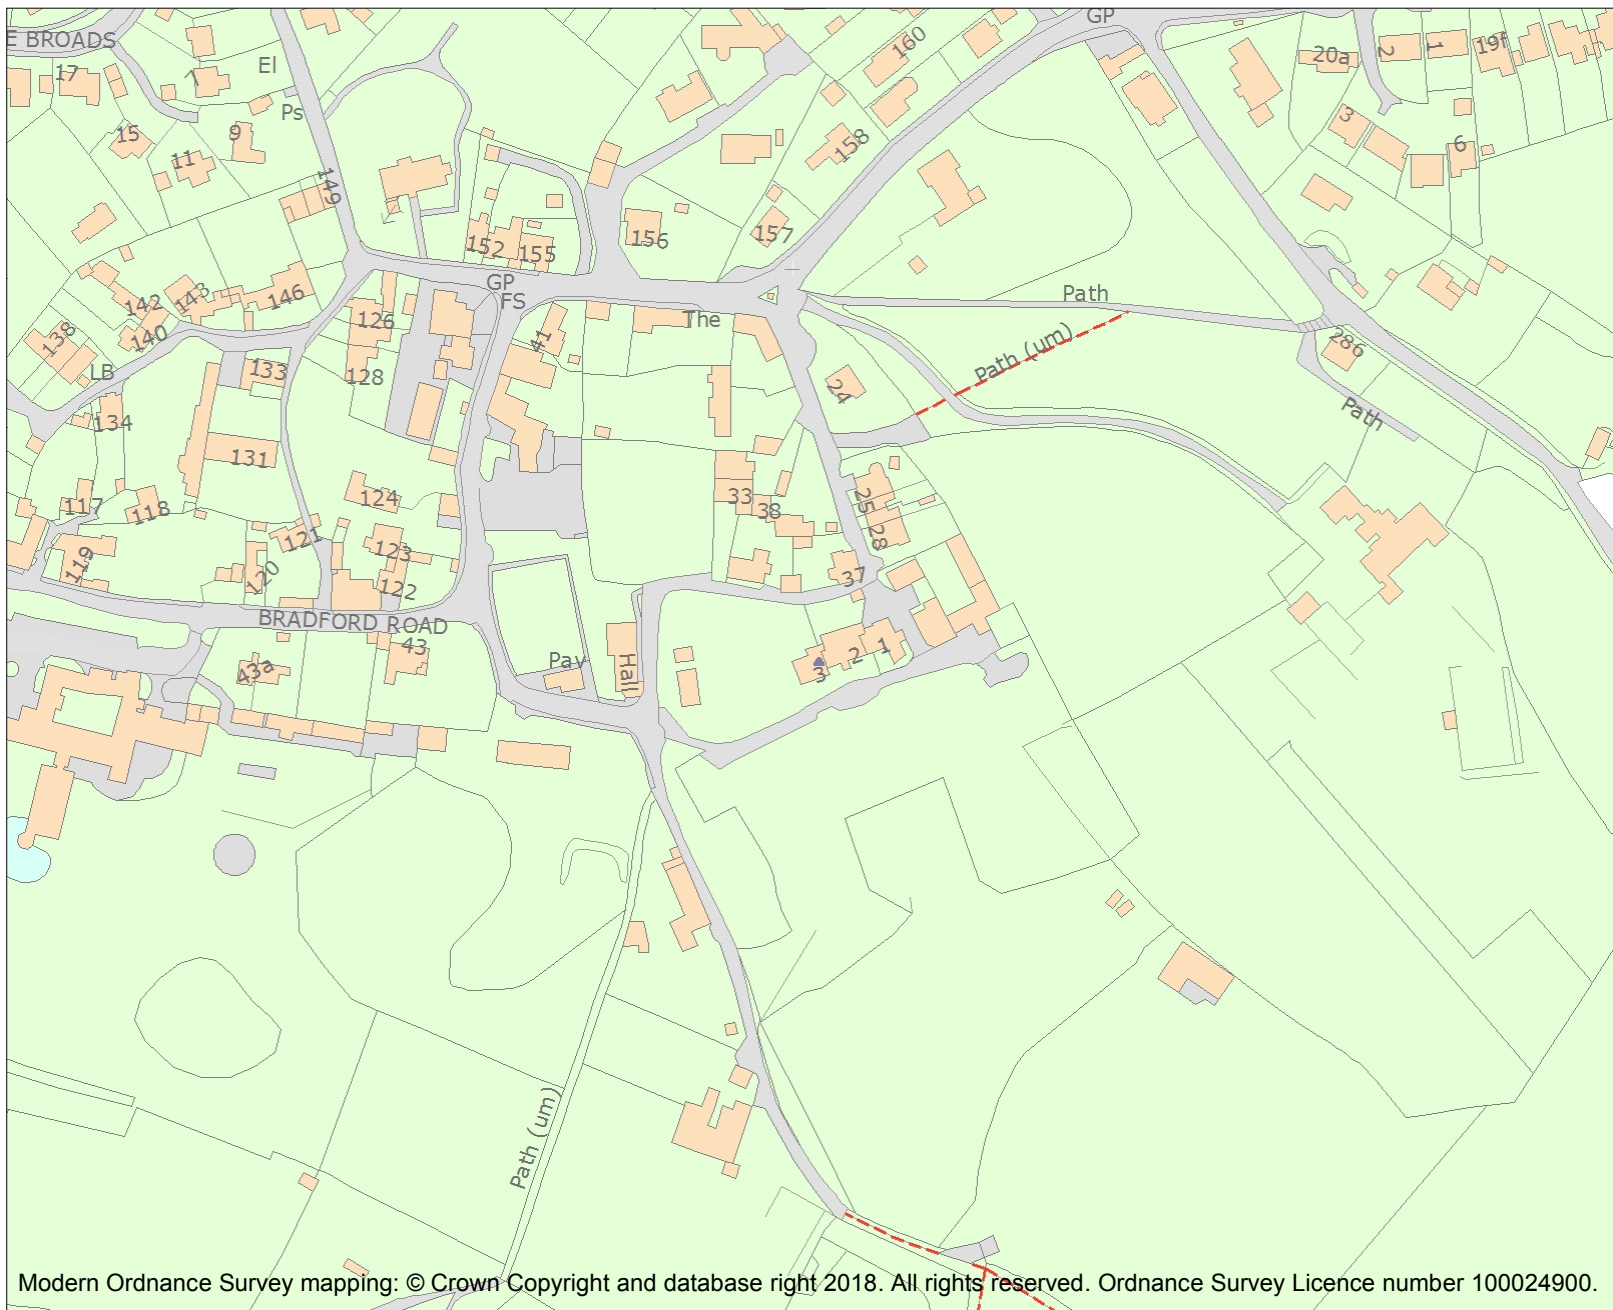 GP
E BROADS
17
7
El
160
20a
2
1
19f
Ps
15
9
11
158
3
6
149
152
155
156
157
142
143
146
GP
FS
Path
138
140
126
41
The
Path (um)
286
LB
133
128
24
Path
134
131
117
118
124
33
38
25
28
121
123
119
120
122
37
BRADFORD ROAD
43
43a
Pav
Hall
2
1
3
Path (um)
Modern Ordnance Survey mapping: © Crown Copyright and database right 2018. All rights reserved. Ordnance Survey Licence number 100024900.